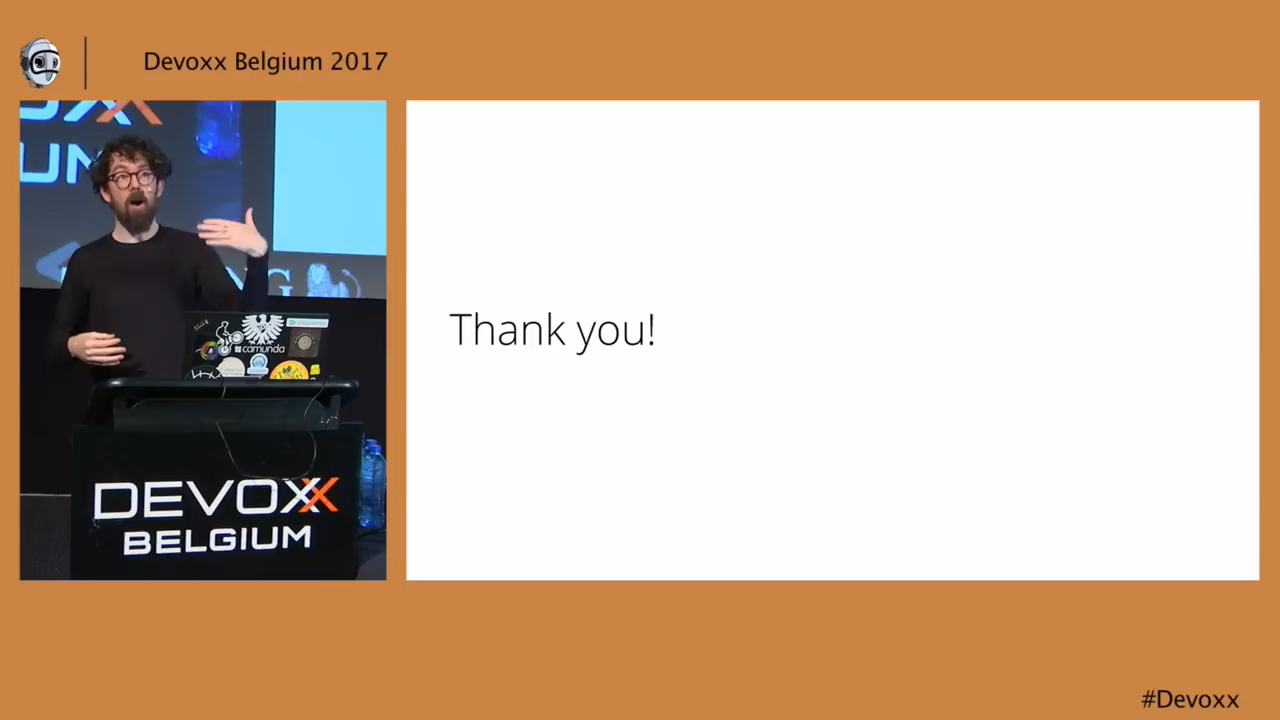 Devoxx Belgium 2017
Thank you!
camunda
DEVOXX
BELGIUM
#Devoxx